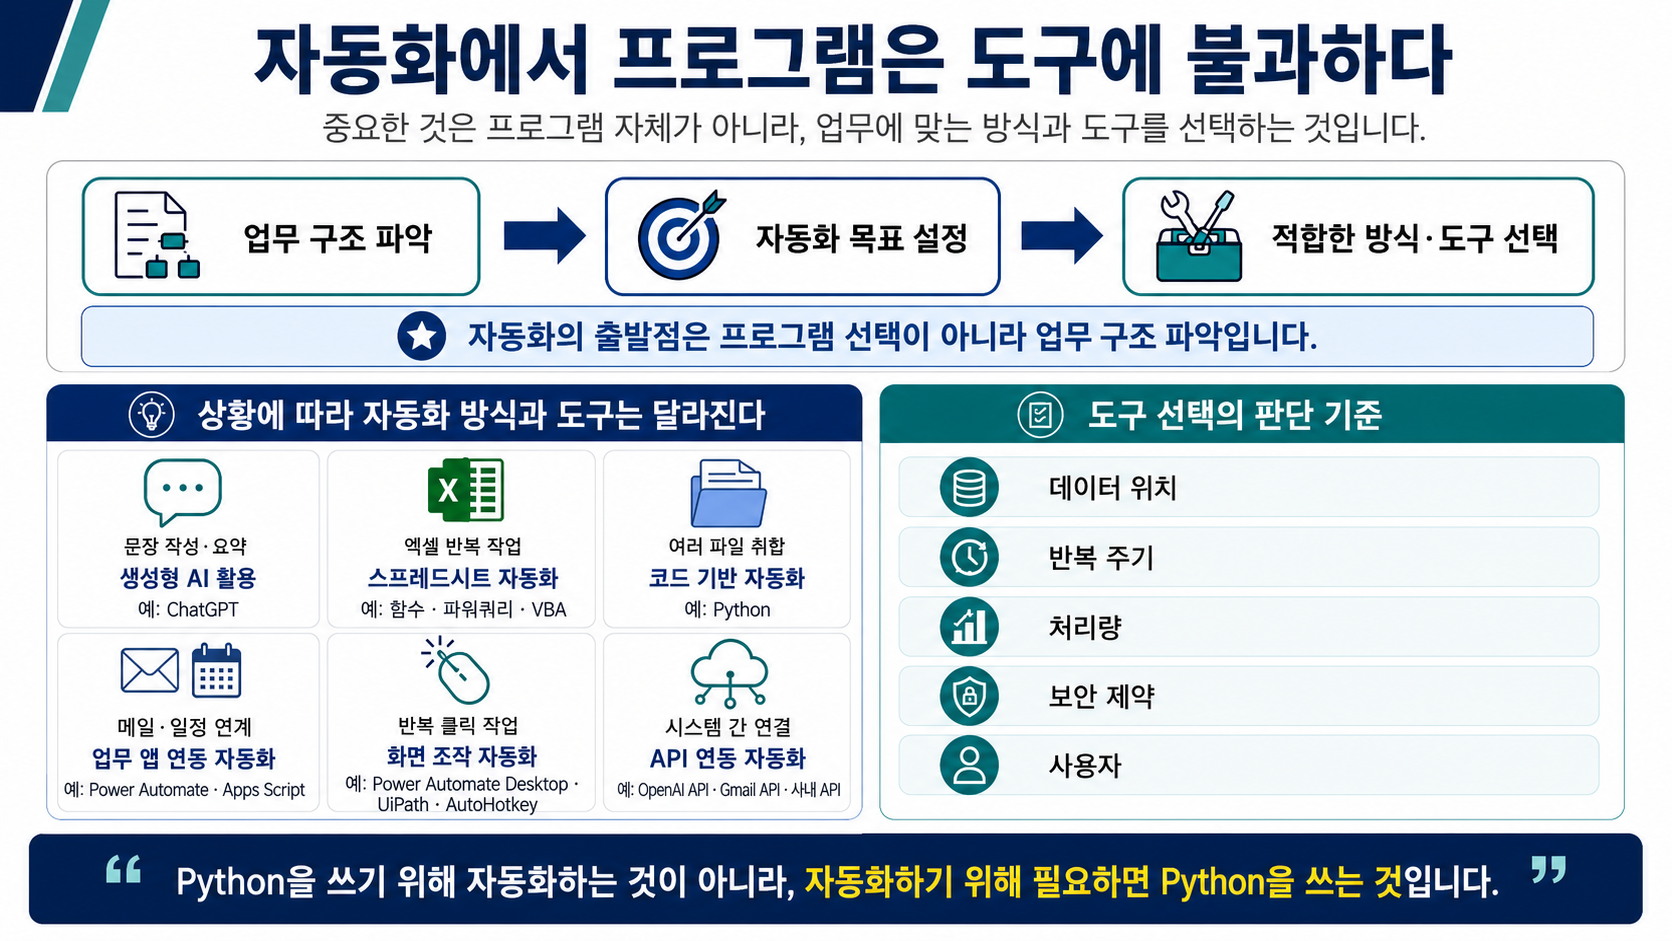 자동화에서 프로그램은 도구에 불과하다
중요한 것은 프로그램 자체가 아니라, 업무에 맞는 방식과 도구를 선택하는 것입니다.
업무 구조 파악
자동화 목표 설정
적합한 방식·도구 선택
자동화의 출발점은 프로그램 선택이 아니라 업무 구조 파악입니다.
상황에 따라 자동화 방식과 도구는 달라진다
문장 작성·요약
생성형 AI 활용
예: ChatGPT
X
엑셀 반복 작업
스프레드시트 자동화
예: 함수 · 파워쿼리 · VBA
여러 파일 취합
코드 기반 자동화
예: Python
메일·일정 연계
업무 앱 연동 자동화
예: Power Automate · Apps Script
반복 클릭 작업
화면 조작 자동화
예: Power Automate Desktop ·
UiPath · AutoHotkey
시스템 간 연결
API 연동 자동화
예: OpenAI API · Gmail API · 사내 API
도구 선택의 판단 기준
데이터 위치
반복 주기
처리량
보안 제약
사용자
“ Python을 쓰기 위해 자동화하는 것이 아니라, 자동화하기 위해 필요하면 Python을 쓰는 것입니다. ”